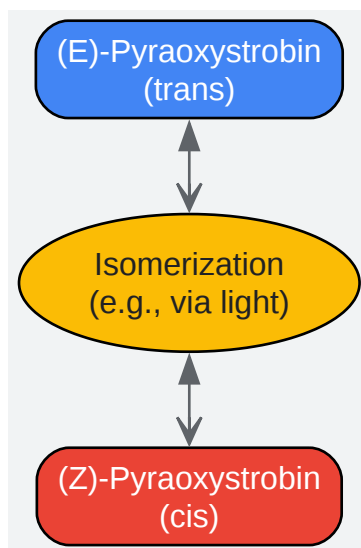 (E)-Pyraoxystrobin
(trans)
Isomerization
(e.g., via light)
(Z)-Pyraoxystrobin
(cis)